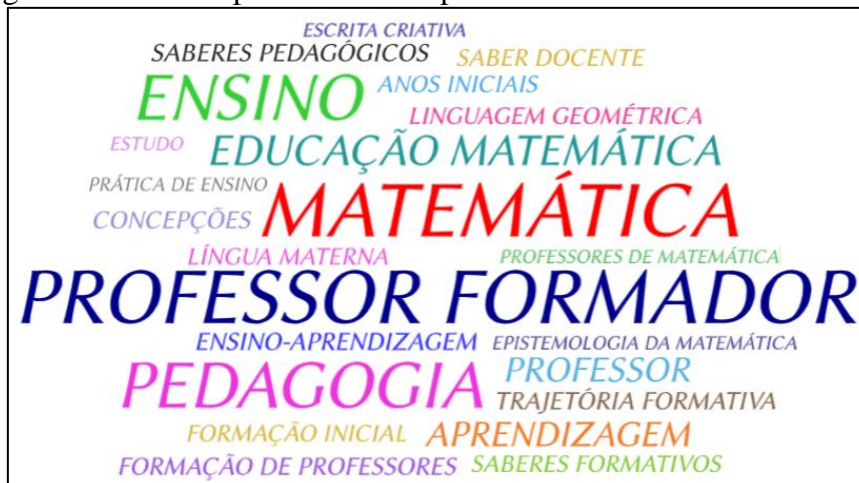 ESCRITA CRIATIVA
SABERES PEDAGÓGICOS SABER DOCENTE
ENSINO ANOS INICIAIS
LINGUAGEM GEOMÉTRICA
ESTUDO EDUCAÇÃO MATEMÁTICA
PRÁTICA DE ENSINO
CONCEPÇÕES MATEMÁTICA
LÍNGUA MATERNA PROFESSORES DE MATEMÁTICA
PROFESSOR FORMADOR
ENSINO-APRENDIZAGEM EPISTEMOLOGIA DA MATEMÁTICA
PEDAGOGIA PROFESSOR
TRAJETÓRIA FORMATIVA
FORMAÇÃO INICIAL APRENDIZAGEM
FORMAÇÃO DE PROFESSORES SABERES FORMATIVOS